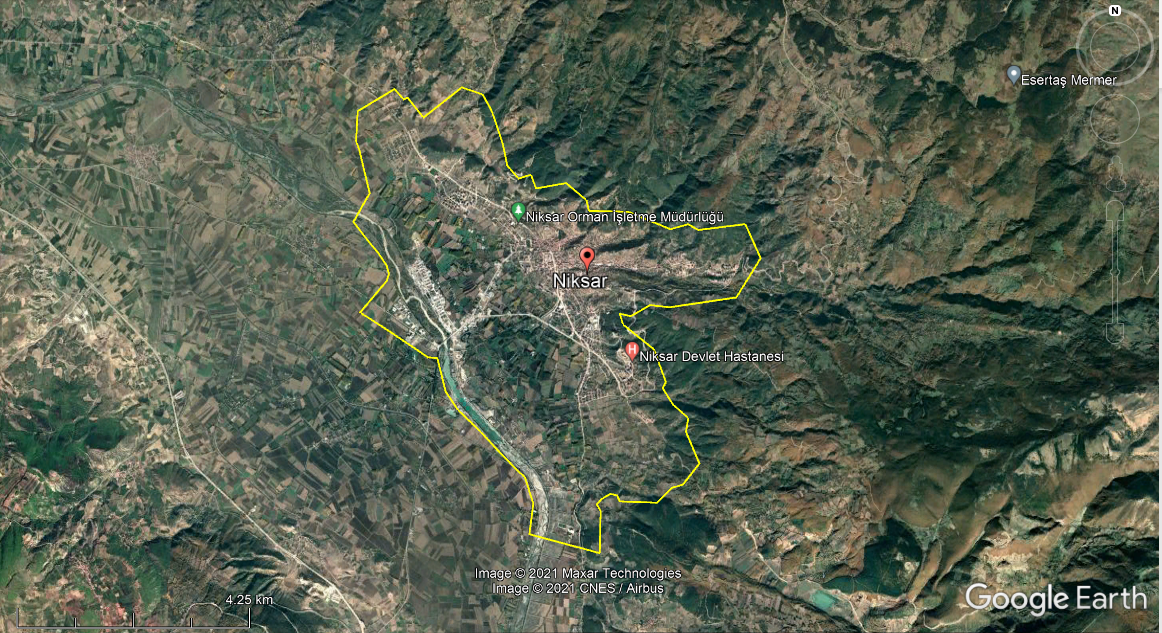 N
Esertaş Mermer
Niksar Orman İşletme Müdürlüğü
Niksar
H
Niksar Devlet Hastanesi
Image © 2021 Maxar Technologies
Image © 2021 CNES / Airbus
4.25 km
Google Earth